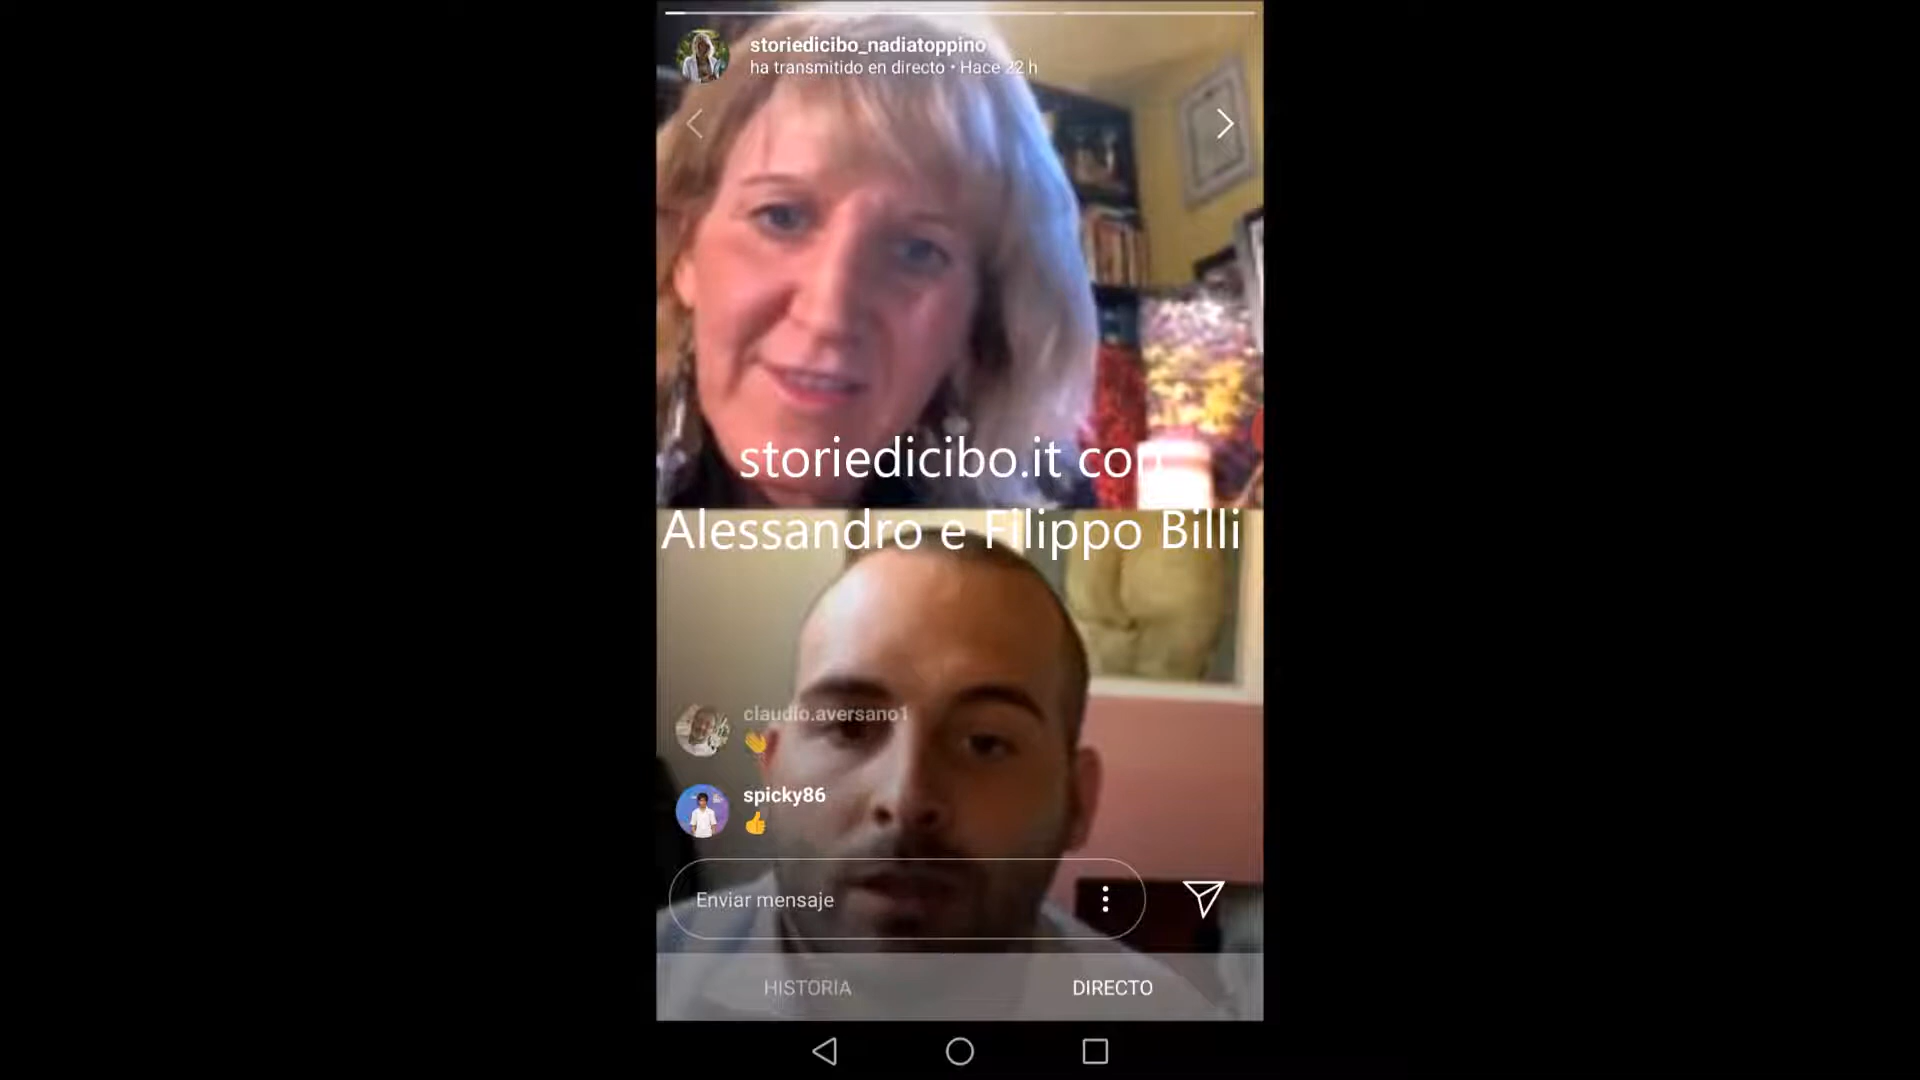 storiedicibo_nadiatoppino
ha transmitido en directo • Hace 22 h
storiedicibo.it con
Alessandro e Filippo Billi
claudio.aversano1
spicky86
Enviar mensaje
HISTORIA
DIRECTO